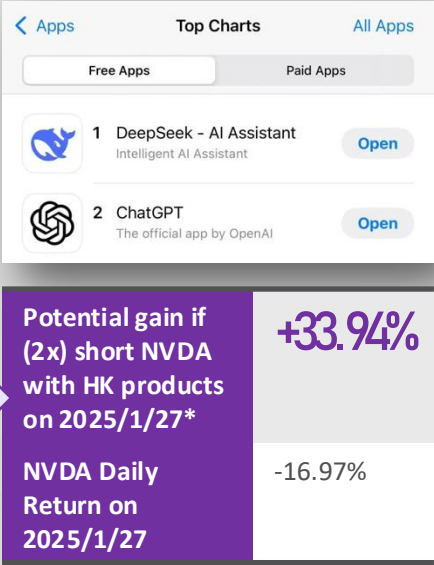 Apps Top Charts All Apps
Free Apps Paid Apps
1 DeepSeek - AI Assistant
Intelligent AI Assistant
Open
2 ChatGPT
The official app by OpenAI
Open
Potential gain if
(2x) short NVDA
with HK products
on 2025/1/27*
+33.94%
NVDA Daily
Return on
2025/1/27
-16.97%